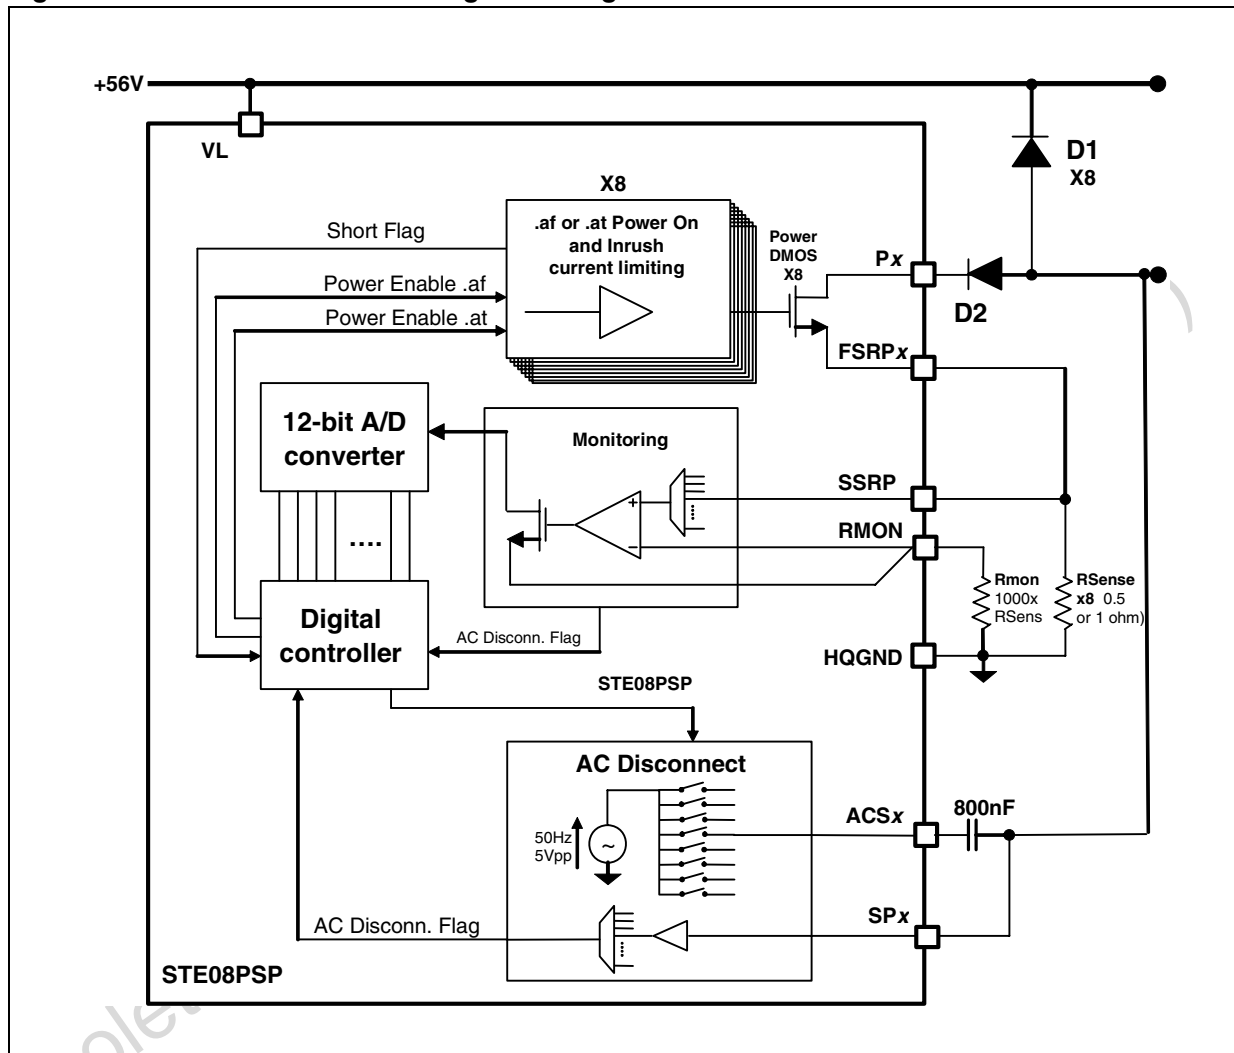 +56V
VL
D1
X8
X8
.af or .at Power On
and Inrush
current limiting
Short Flag
Power Enable .af
Power Enable .at
Power
DMOS
X8
Px
D2
FSRPx
12-bit A/D
converter
Monitoring
+
−
SSRP
RMON
....
Rmon
1000x
RSens
RSense
x8 0.5
or 1 ohm)
Digital
controller
AC Disconn. Flag
HQGND
STE08PSP
AC Disconnect
50Hz
5Vpp
~
ACSx
800nF
SPx
AC Disconn. Flag
STE08PSP